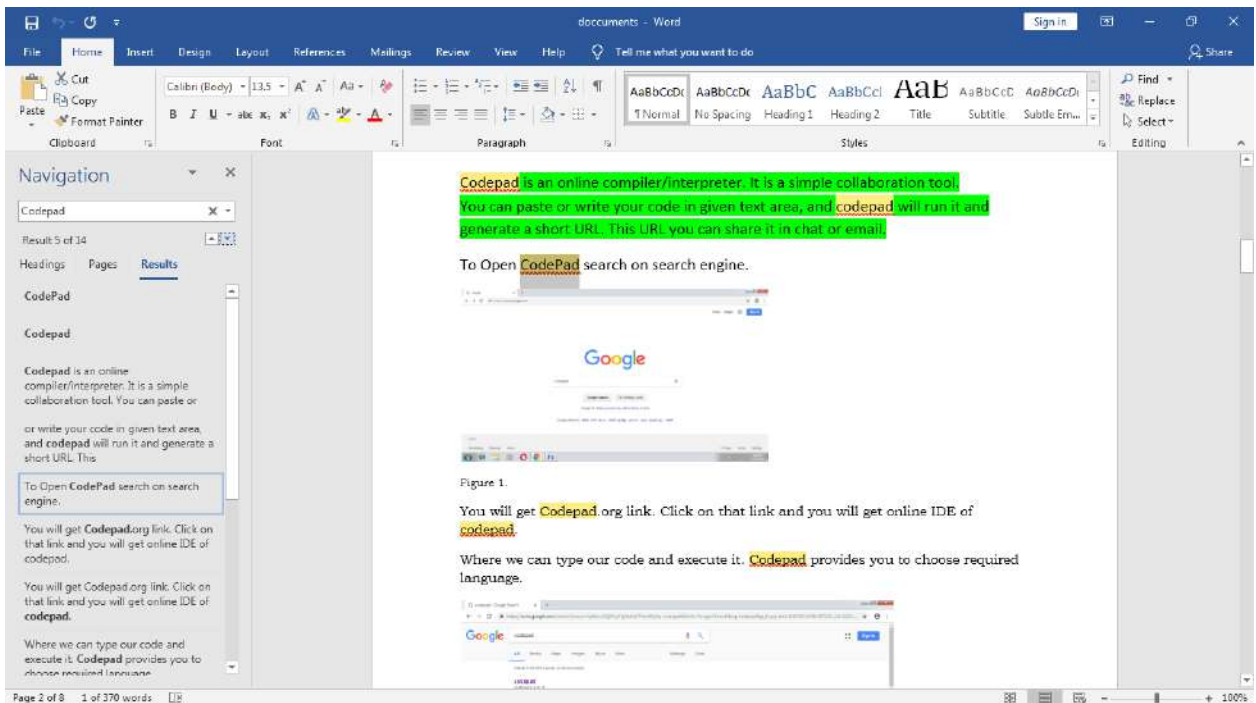 doccuments - Word
Sign in
File Home Insert Design Layout References Mailings Review View Help Tell me what you want to do Share
Paste
Cut
Copy
Format Painter
Clipboard
Calibri (Body) 13.5 A A Aa
B I U abc x, x² A
Font
Paragraph
AaBbCcDc AaBbCcDc AaBbC AaBbCcI AaB AaBbCcD AaBbCcDc
¶ Normal No Spacing Heading 1 Heading 2 Title Subtitle Subtle Em...
Styles
Find
Replace
Select
Editing
Navigation
Codepad
Result 5 of 14
Headings Pages Results
CodePad
Codepad
Codepad is an online
compiler/interpreter. It is a simple
collaboration tool. You can paste or
or write your code in given text area,
and codepad will run it and generate a
short URL. This
To Open CodePad search on search
engine.
You will get Codepad.org link. Click on
that link and you will get online IDE of
codepad.
You will get Codepad.org link. Click on
that link and you will get online IDE of
codepad.
Where we can type our code and
execute it. Codepad provides you to
choose required language
Codepad is an online compiler/interpreter. It is a simple collaboration tool.
You can paste or write your code in given text area, and codepad will run it and
generate a short URL. This URL you can share it in chat or email.
To Open CodePad search on search engine.
Google
Figure 1.
You will get Codepad.org link. Click on that link and you will get online IDE of
codepad.
Where we can type our code and execute it. Codepad provides you to choose required
language.
Google
Page 2 of 8 1 of 370 words
100%